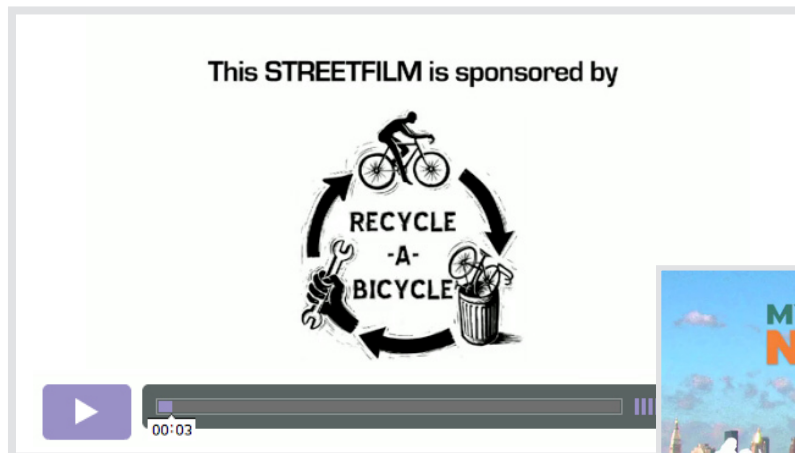 This STREETFILM is sponsored by
RECYCLE
-A-
BICYCLE
00:03